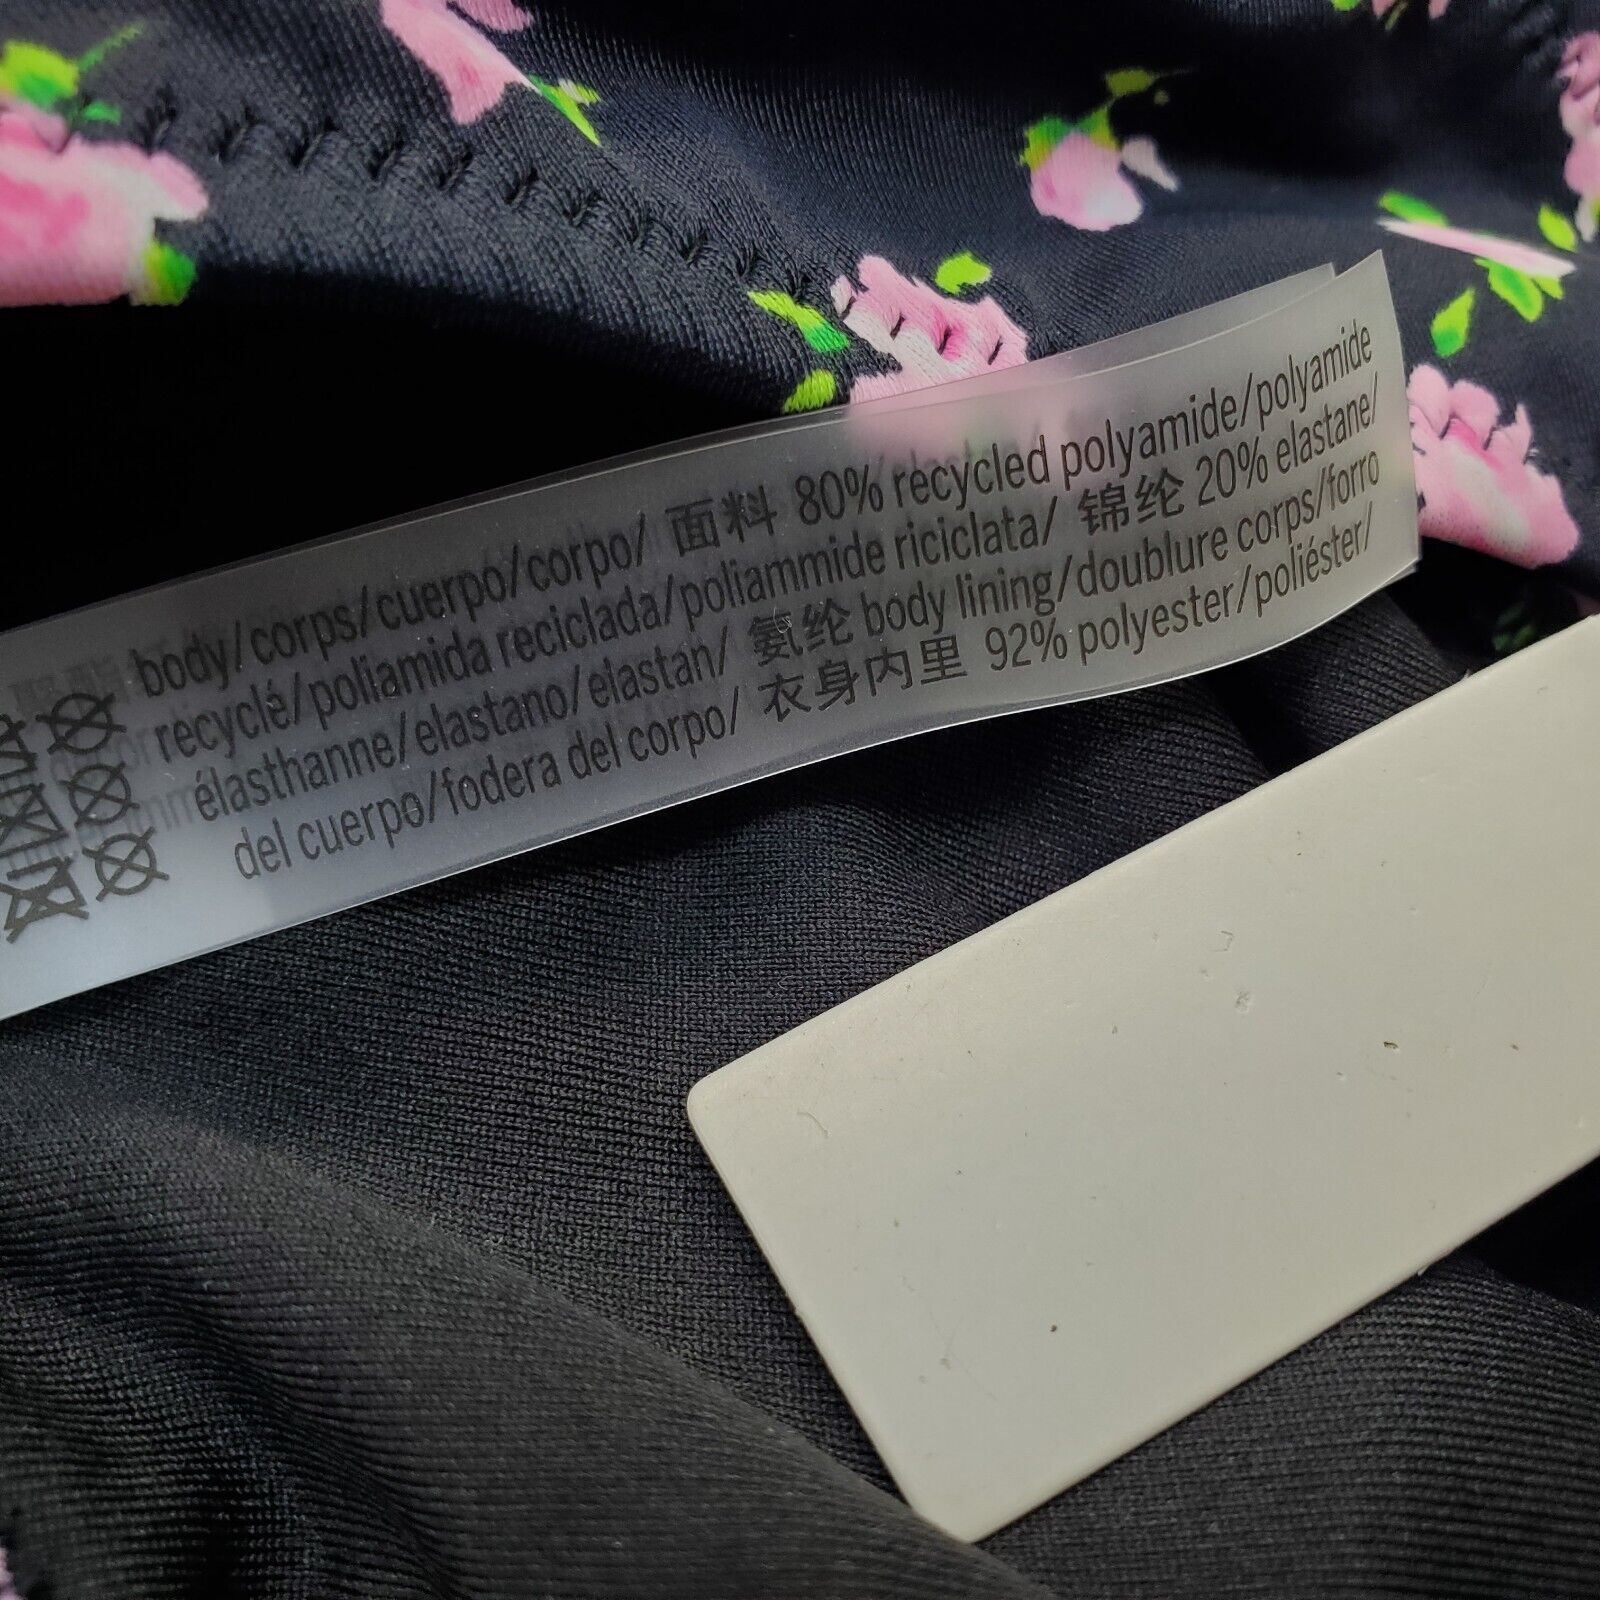 body/corps/cuerpo/corpo/ 面料 80% recycled polyamide/polyamide
recyclé/poliamida reciclada/poliammide riciclata/ 锦纶 20% elastane/
élasthanne/elastano/elastan/ 氨纶 body lining/doublure corps/forro
del cuerpo/fodera del corpo/ 衣身内里 92% polyester/poliéster/